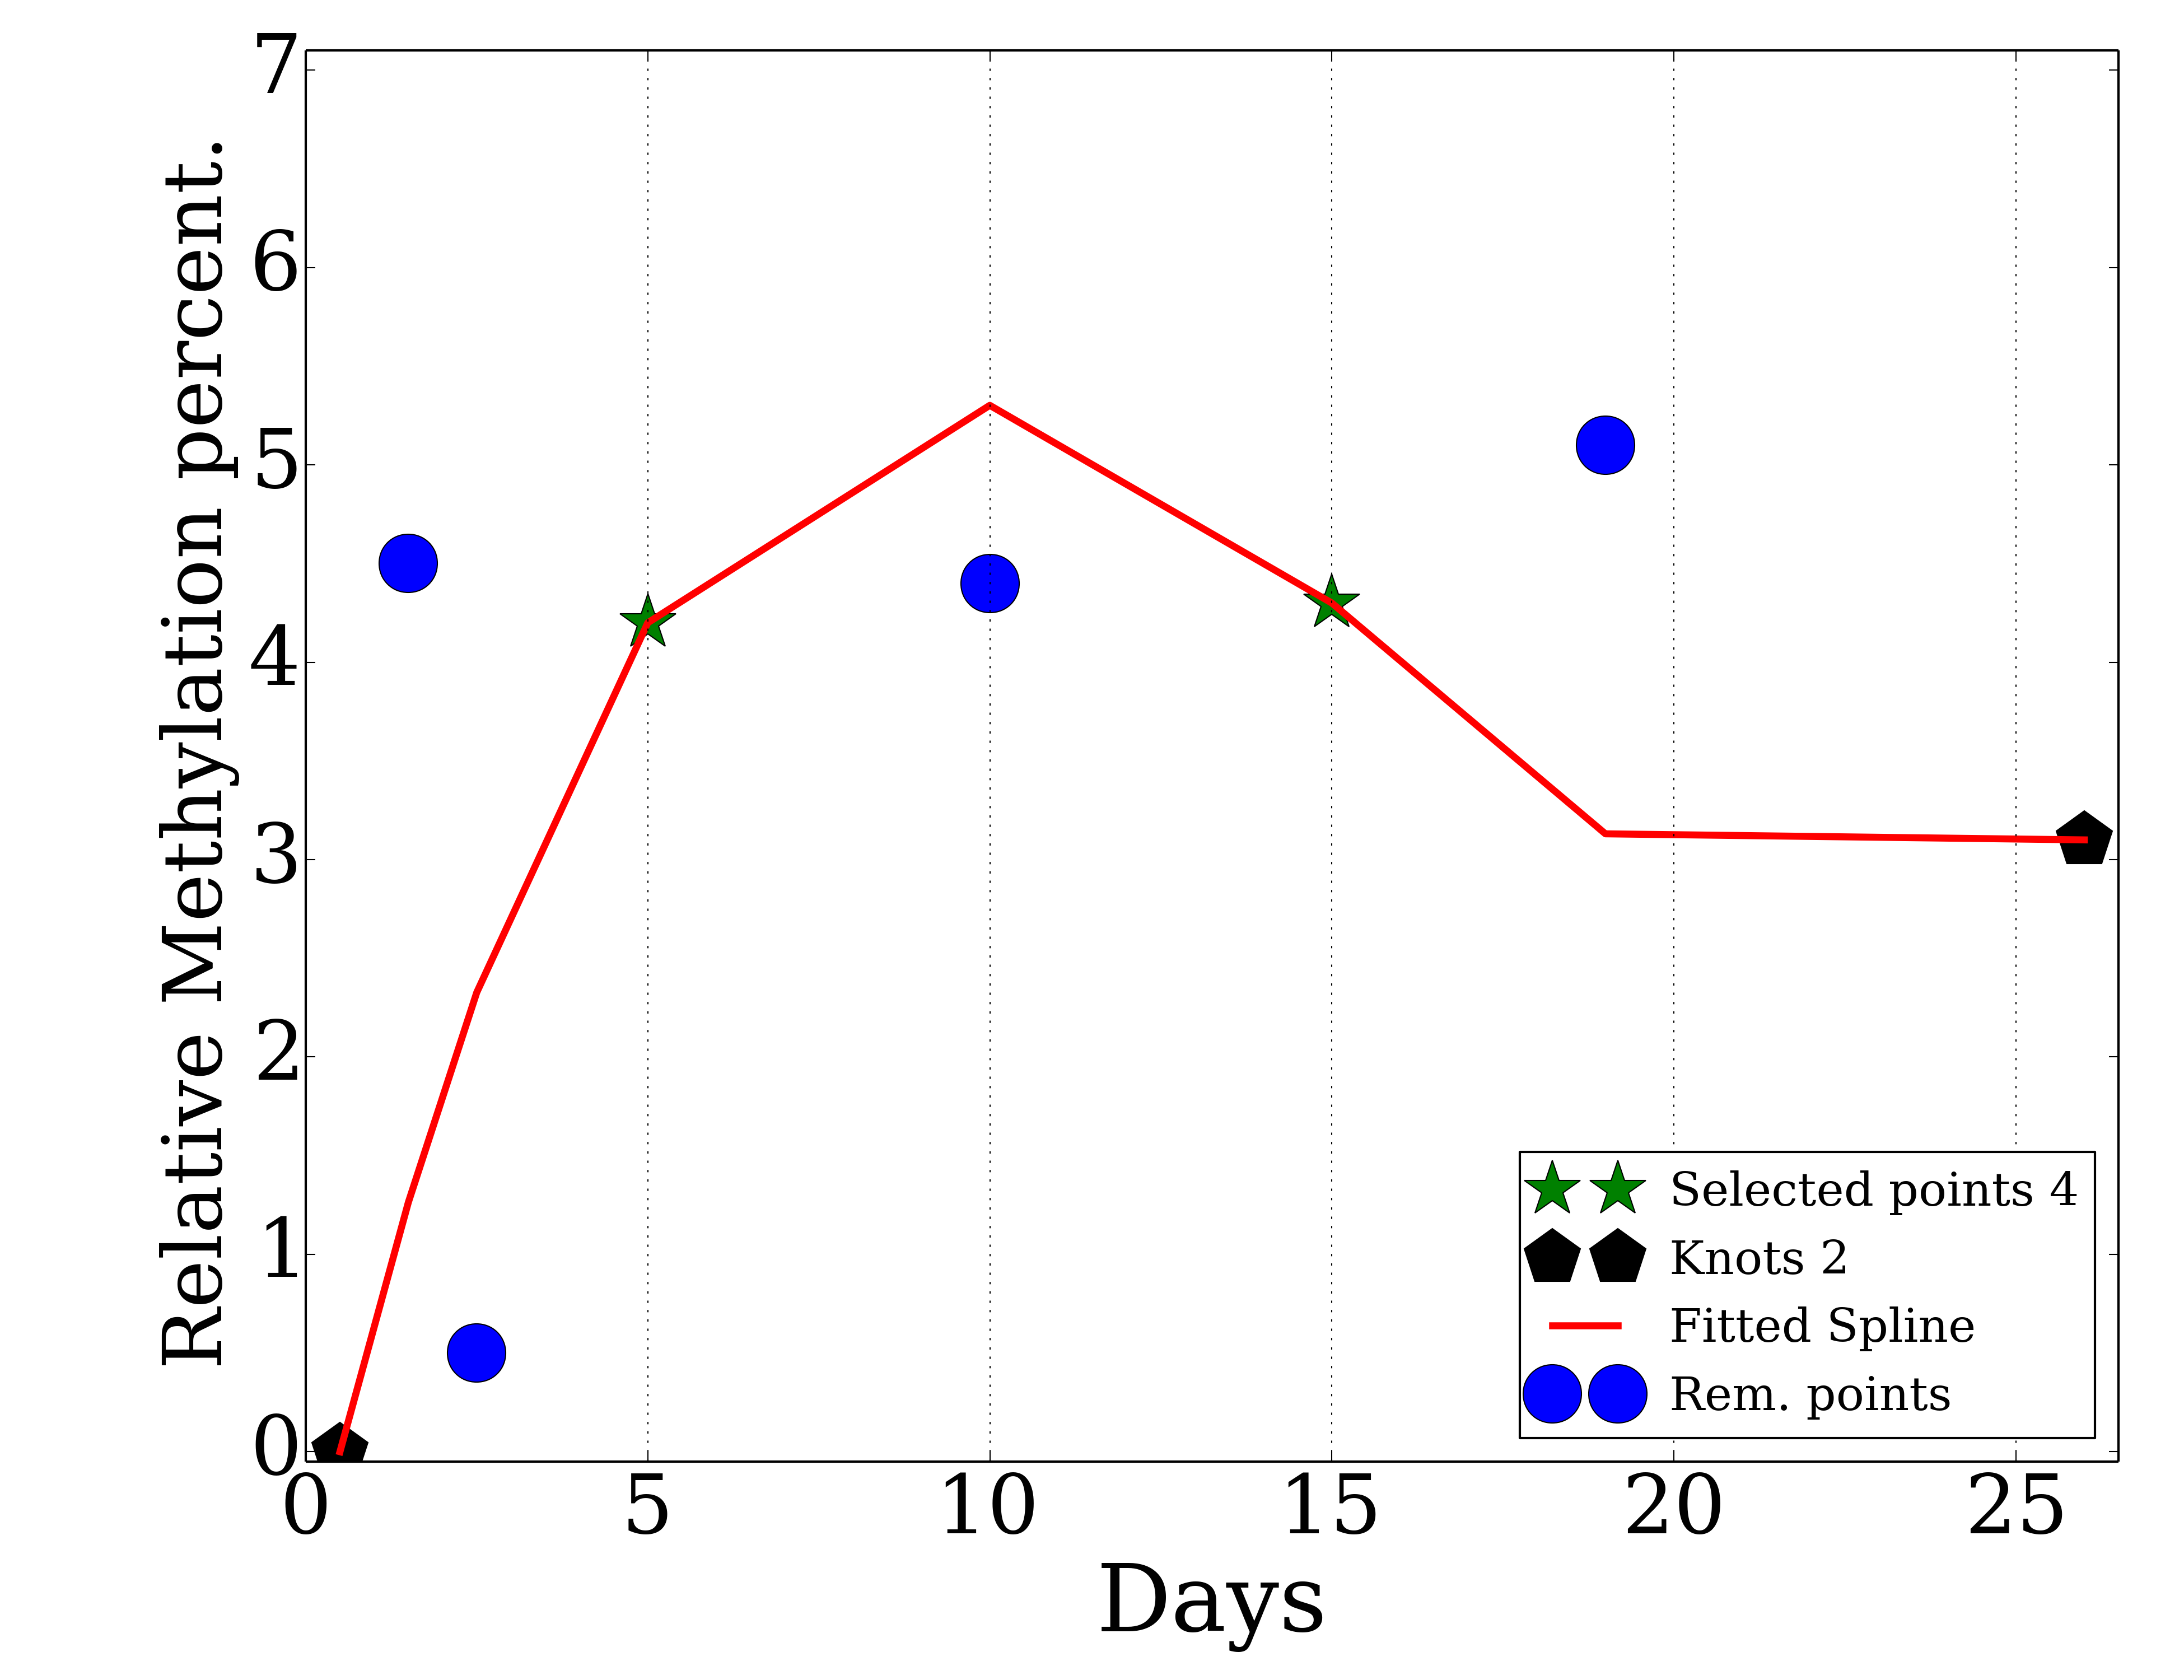 Relative Methylation percent.
7
6
5
4
3
2
1
0
0 5 10 15 20 25
Days
Selected points 4
Knots 2
Fitted Spline
Rem. points